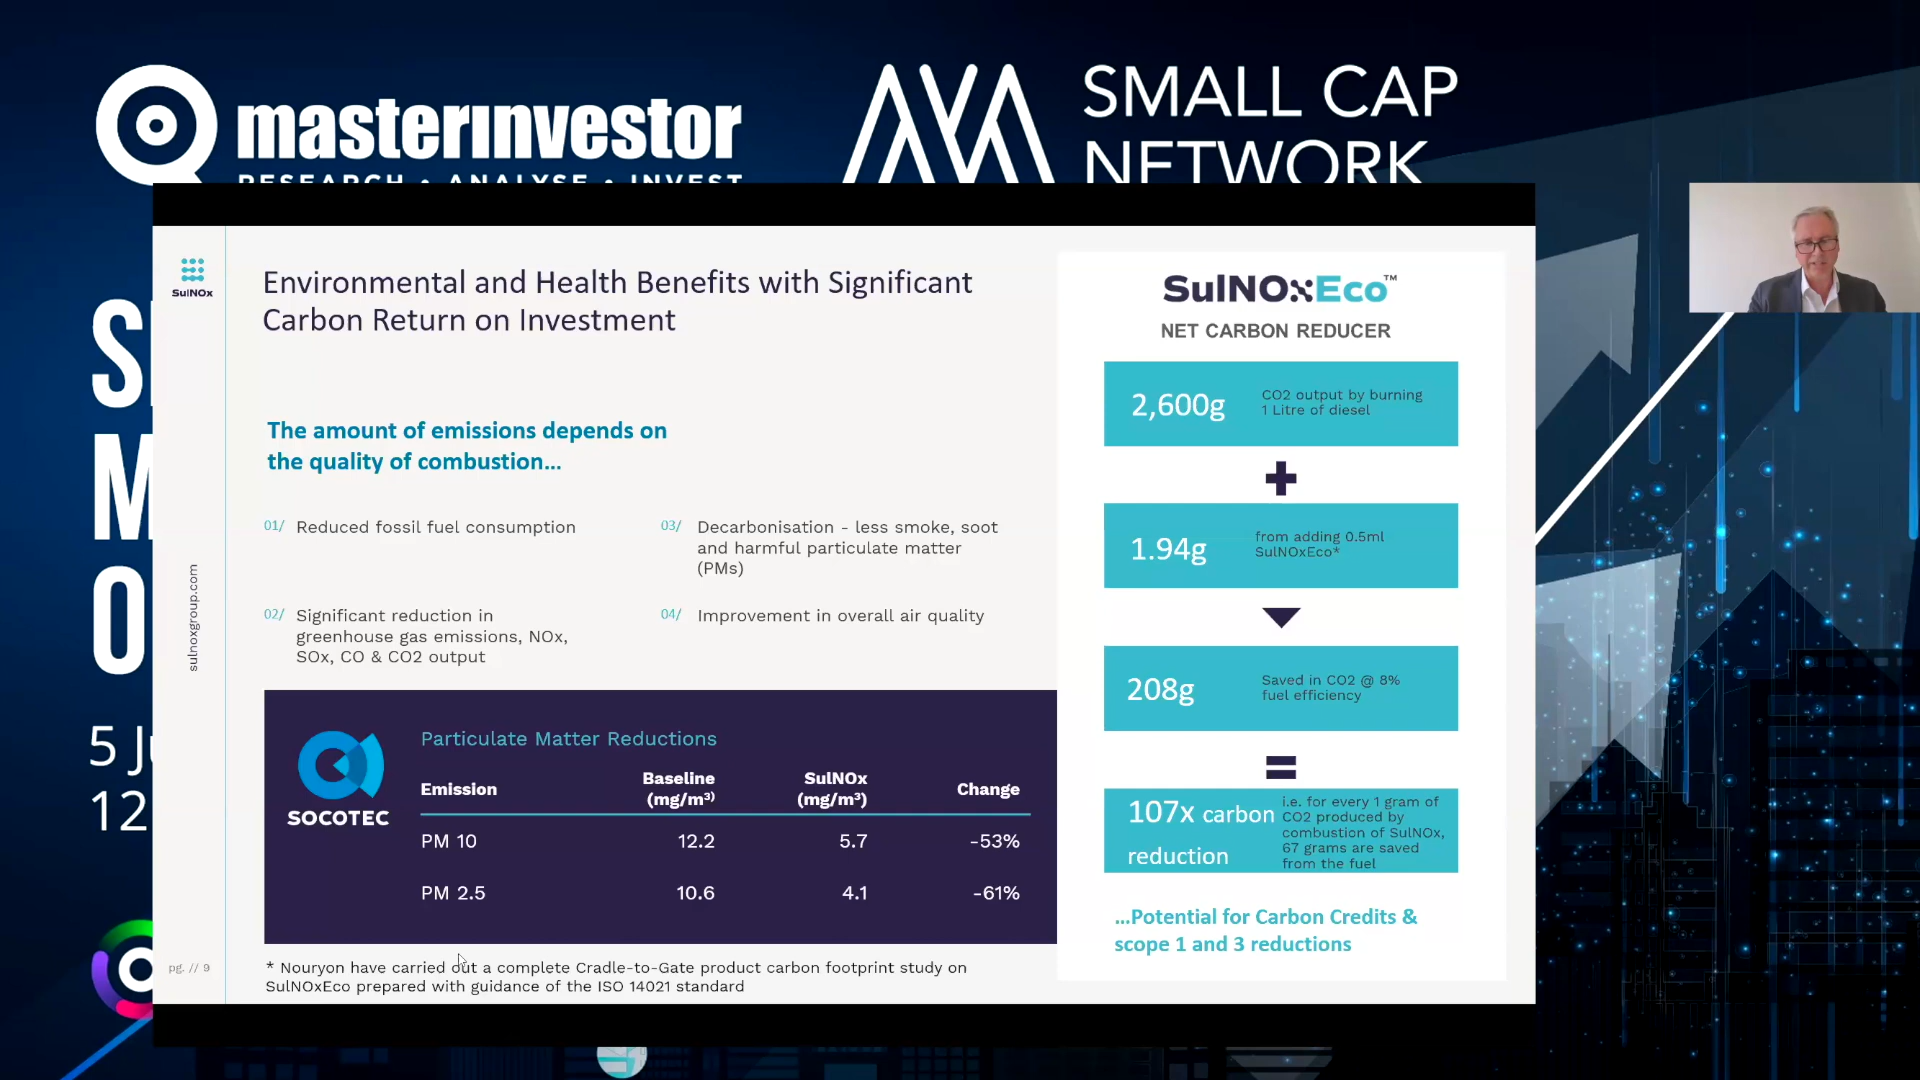 masterınvestor
RESEARCH • ANALYSE • INVEST
SMALL CAP
NETWORK
S
M
O
5 Ju
12
SulNOx
sulnoxgroup.com
pg. // 9
Environmental and Health Benefits with Significant
Carbon Return on Investment
The amount of emissions depends on
the quality of combustion...
01/ Reduced fossil fuel consumption
02/ Significant reduction in
greenhouse gas emissions, NOx,
SOx, CO & CO2 output
03/ Decarbonisation - less smoke, soot
and harmful particulate matter
(PMs)
04/ Improvement in overall air quality
SOCOTEC
Particulate Matter Reductions
Emission Baseline (mg/m³) SulNOx (mg/m³) Change
PM 10 12.2 5.7 -53%
PM 2.5 10.6 4.1 -61%
* Nouryon have carried out a complete Cradle-to-Gate product carbon footprint study on
SulNOxEco prepared with guidance of the ISO 14021 standard
SulNOxEco™
NET CARBON REDUCER
2,600g CO2 output by burning
1 Litre of diesel
1.94g from adding 0.5ml
SulNOxEco*
208g Saved in CO2 @ 8%
fuel efficiency
107x carbon
reduction
i.e. for every 1 gram of
CO2 produced by
combustion of SulNOx,
67 grams are saved
from the fuel
...Potential for Carbon Credits &
scope 1 and 3 reductions